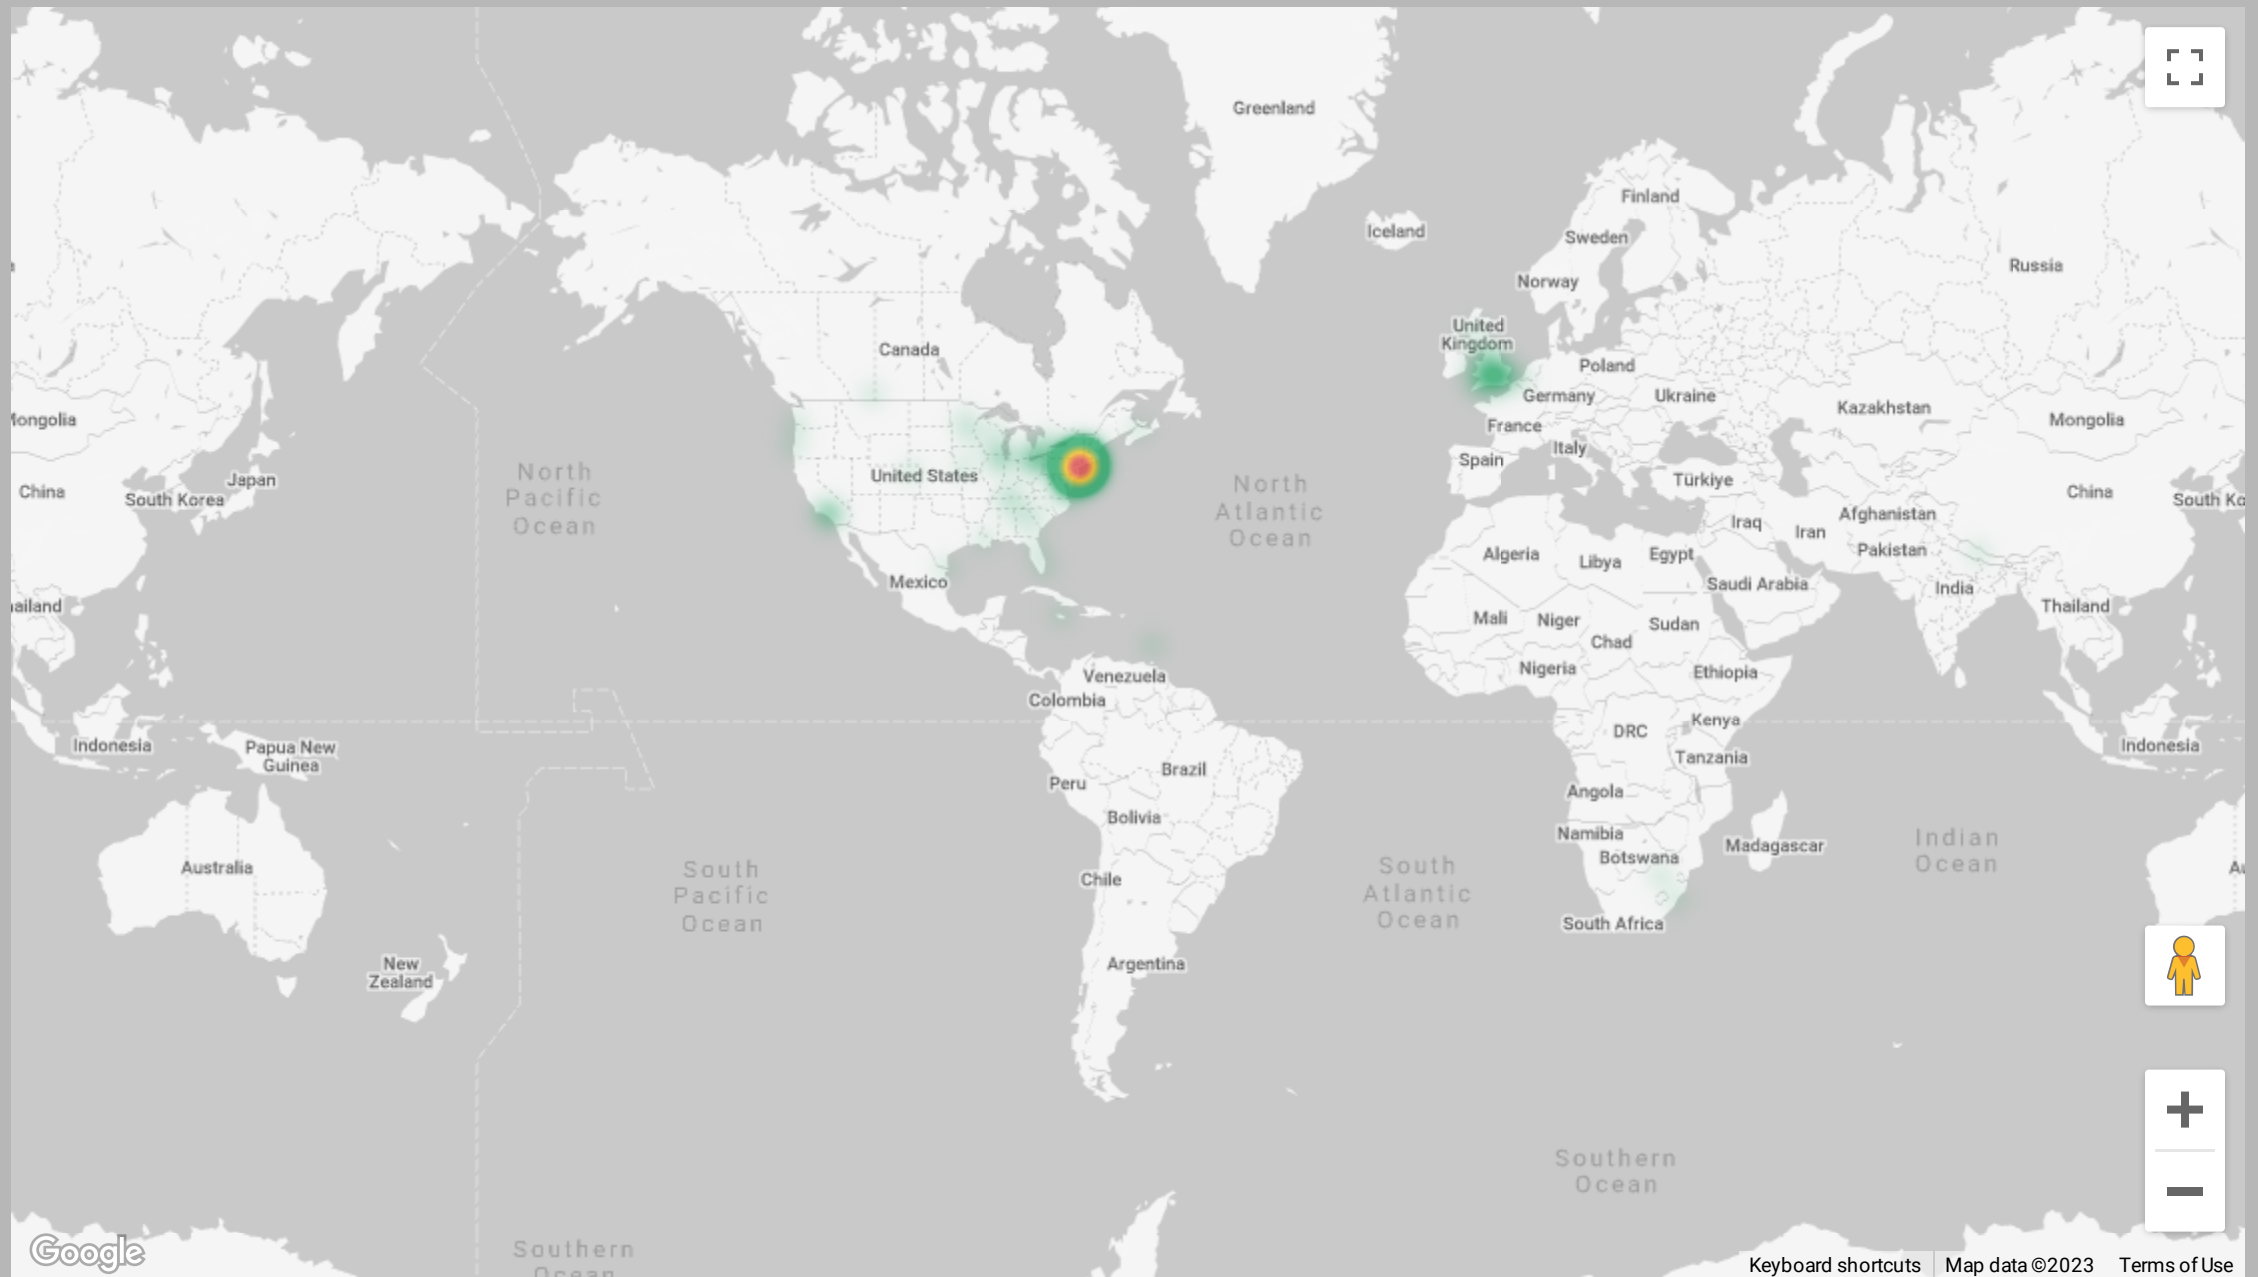 Greenland
Finland
Iceland
Sweden
Russia
Norway
United
Kingdom
Canada
Poland
Germany
Ukraine
Kazakhstan
Mongolia
Mongolia
France
Italy
Spain
North
Pacific
Ocean
United States
Japan
China
South Korea
North
Atlantic
Ocean
Türkiye
China
South Ko
Iraq
Iran
Afghanistan
Pakistan
Algeria
Libya
Egypt
Saudi Arabia
India
Mexico
Thailand
ailand
Mali
Niger
Chad
Sudan
Nigeria
Ethiopia
Venezuela
Colombia
DRC
Kenya
Tanzania
Indonesia
Papua New
Guinea
Indonesia
Brazil
Peru
Bolivia
Angola
Namibia
Botswana
Madagascar
Indian
Ocean
Australia
Au
South
Pacific
Ocean
Chile
South
Atlantic
Ocean
South Africa
New
Zealand
Argentina
Southern
Ocean
Southern
Ocean
Google
Keyboard shortcuts
Map data ©2023
Terms of Use